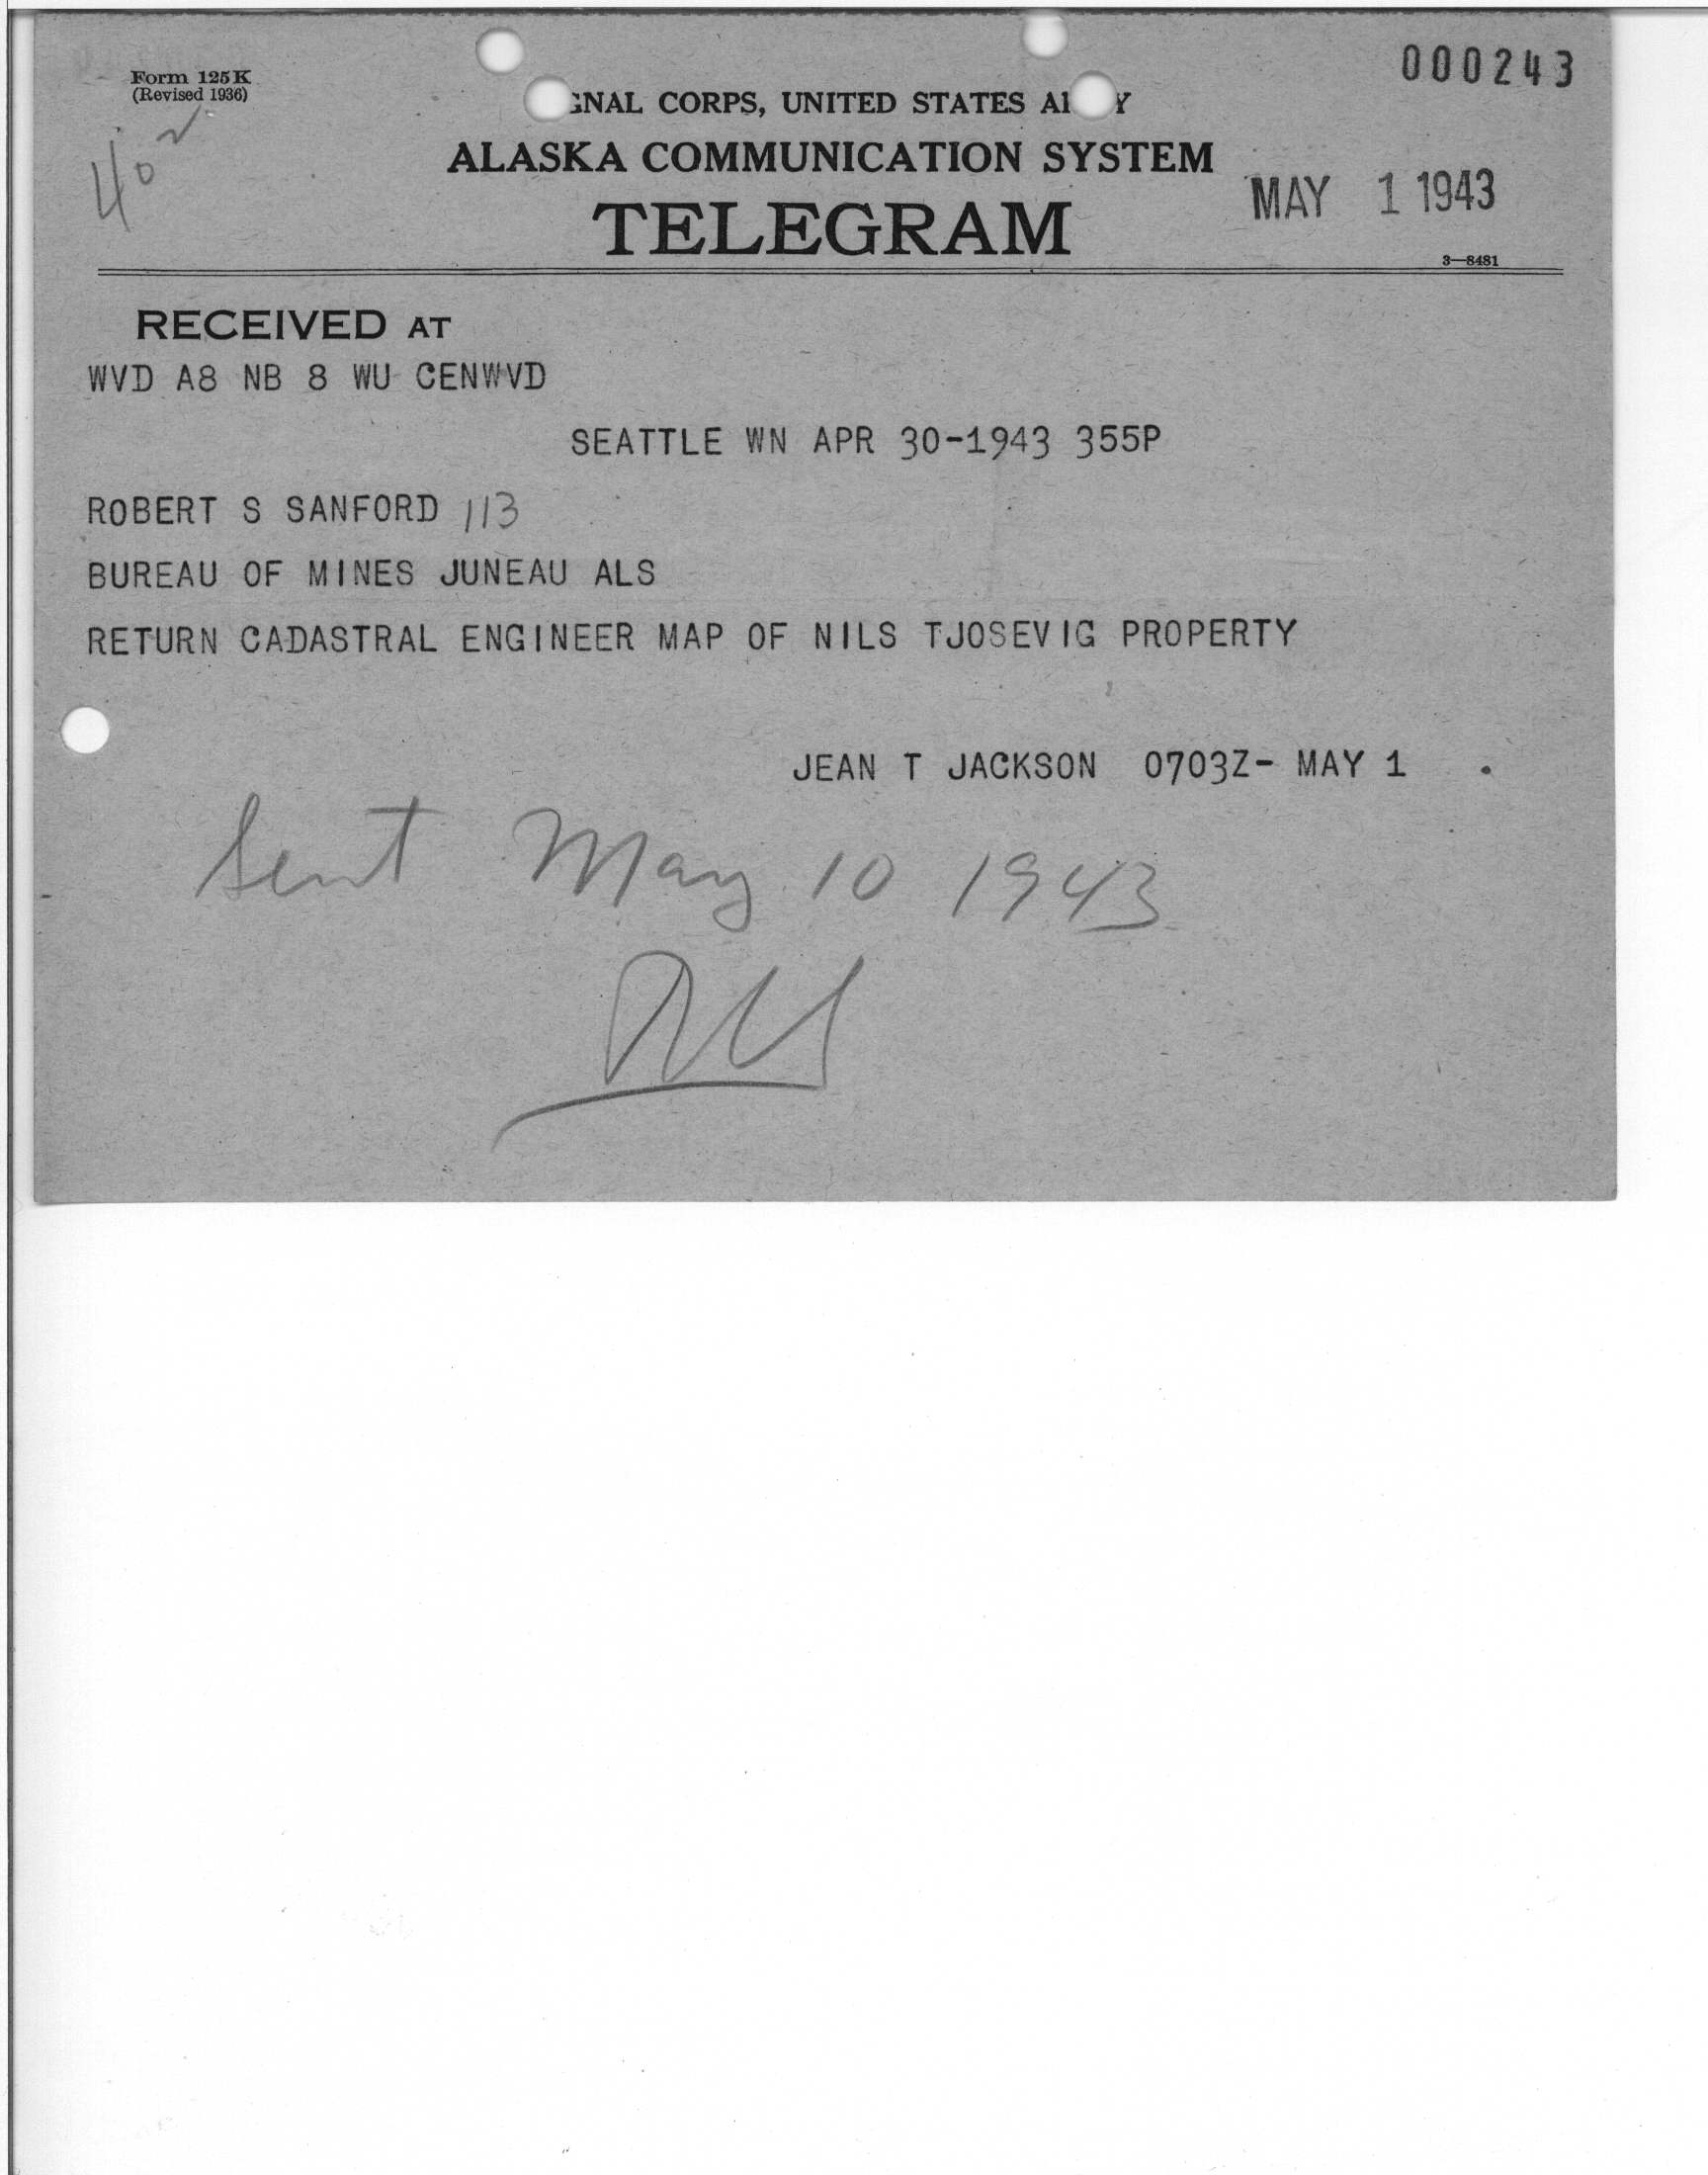 000243
Form 125K
(Revised 1936)
GNAL CORPS, UNITED STATES A Y
40
ALASKA COMMUNICATION SYSTEM
MAY 1 1943
TELEGRAM
3—8481
RECEIVED AT
WVD A8 NB 8 WU CENWVD
SEATTLE WN APR 30-1943 355P
ROBERT S SANFORD 113
BUREAU OF MINES JUNEAU ALS
RETURN CADASTRAL ENGINEER MAP OF NILS TJOSEVIG PROPERTY
JEAN T JACKSON 0703Z- MAY 1 .
Sent May 10 1943